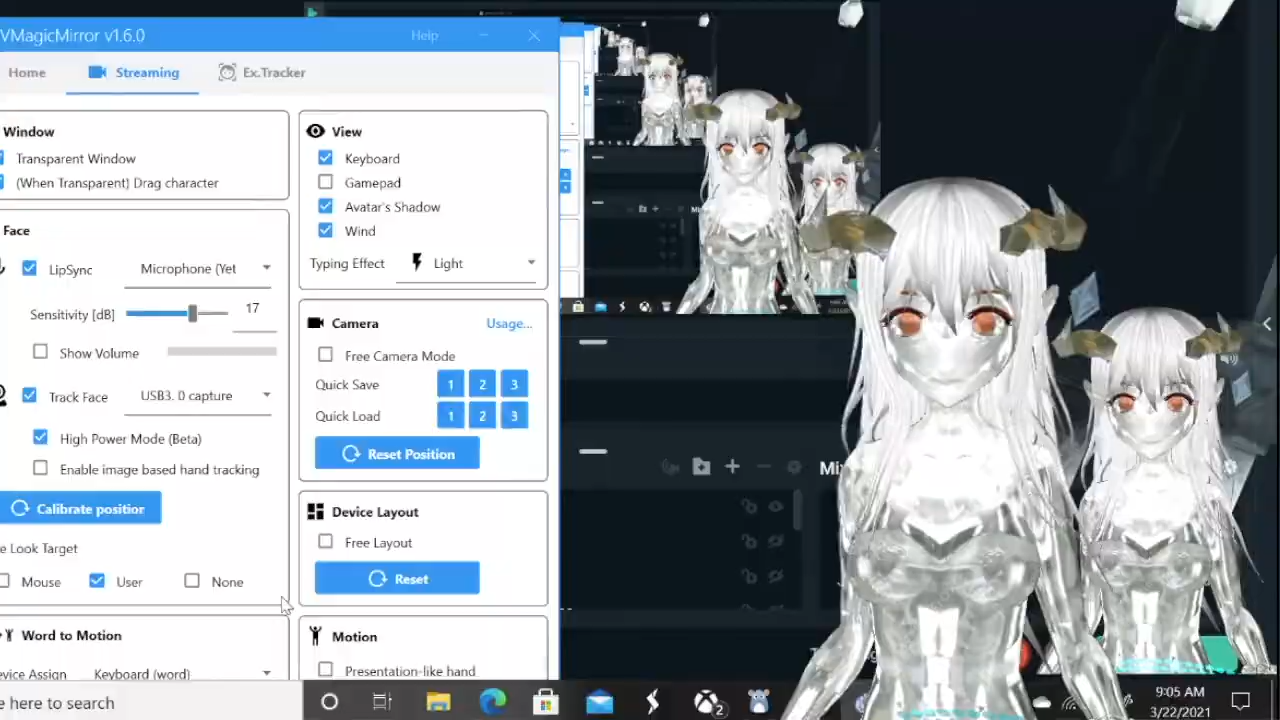 VMagicMirror v1.6.0
Help
Home
Streaming
Ex.Tracker
Window
Transparent Window
(When Transparent) Drag character
Face
LipSync
Microphone (Yet
Sensitivity [dB]
17
Show Volume
Track Face
USB3. 0 capture
High Power Mode (Beta)
Enable image based hand tracking
Calibrate position
e Look Target
Mouse
User
None
Word to Motion
evice Assign
Keyboard (word)
View
Keyboard
Gamepad
Avatar's Shadow
Wind
Typing Effect
Light
Camera
Usage...
Free Camera Mode
Quick Save
1 2 3
Quick Load
1 2 3
Reset Position
Device Layout
Free Layout
Reset
Motion
Presentation-like hand
e here to search
2
9:05 AM
3/22/2021